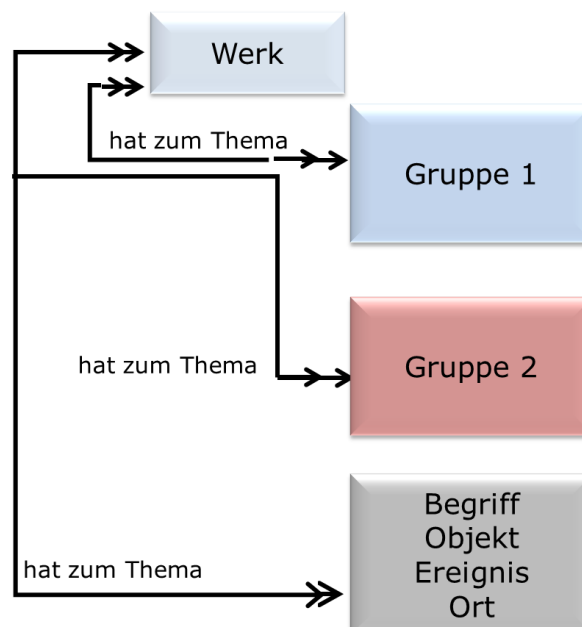 Werk
hat zum Thema
Gruppe 1
hat zum Thema
Gruppe 2
Begriff
Objekt
Ereignis
Ort
hat zum Thema